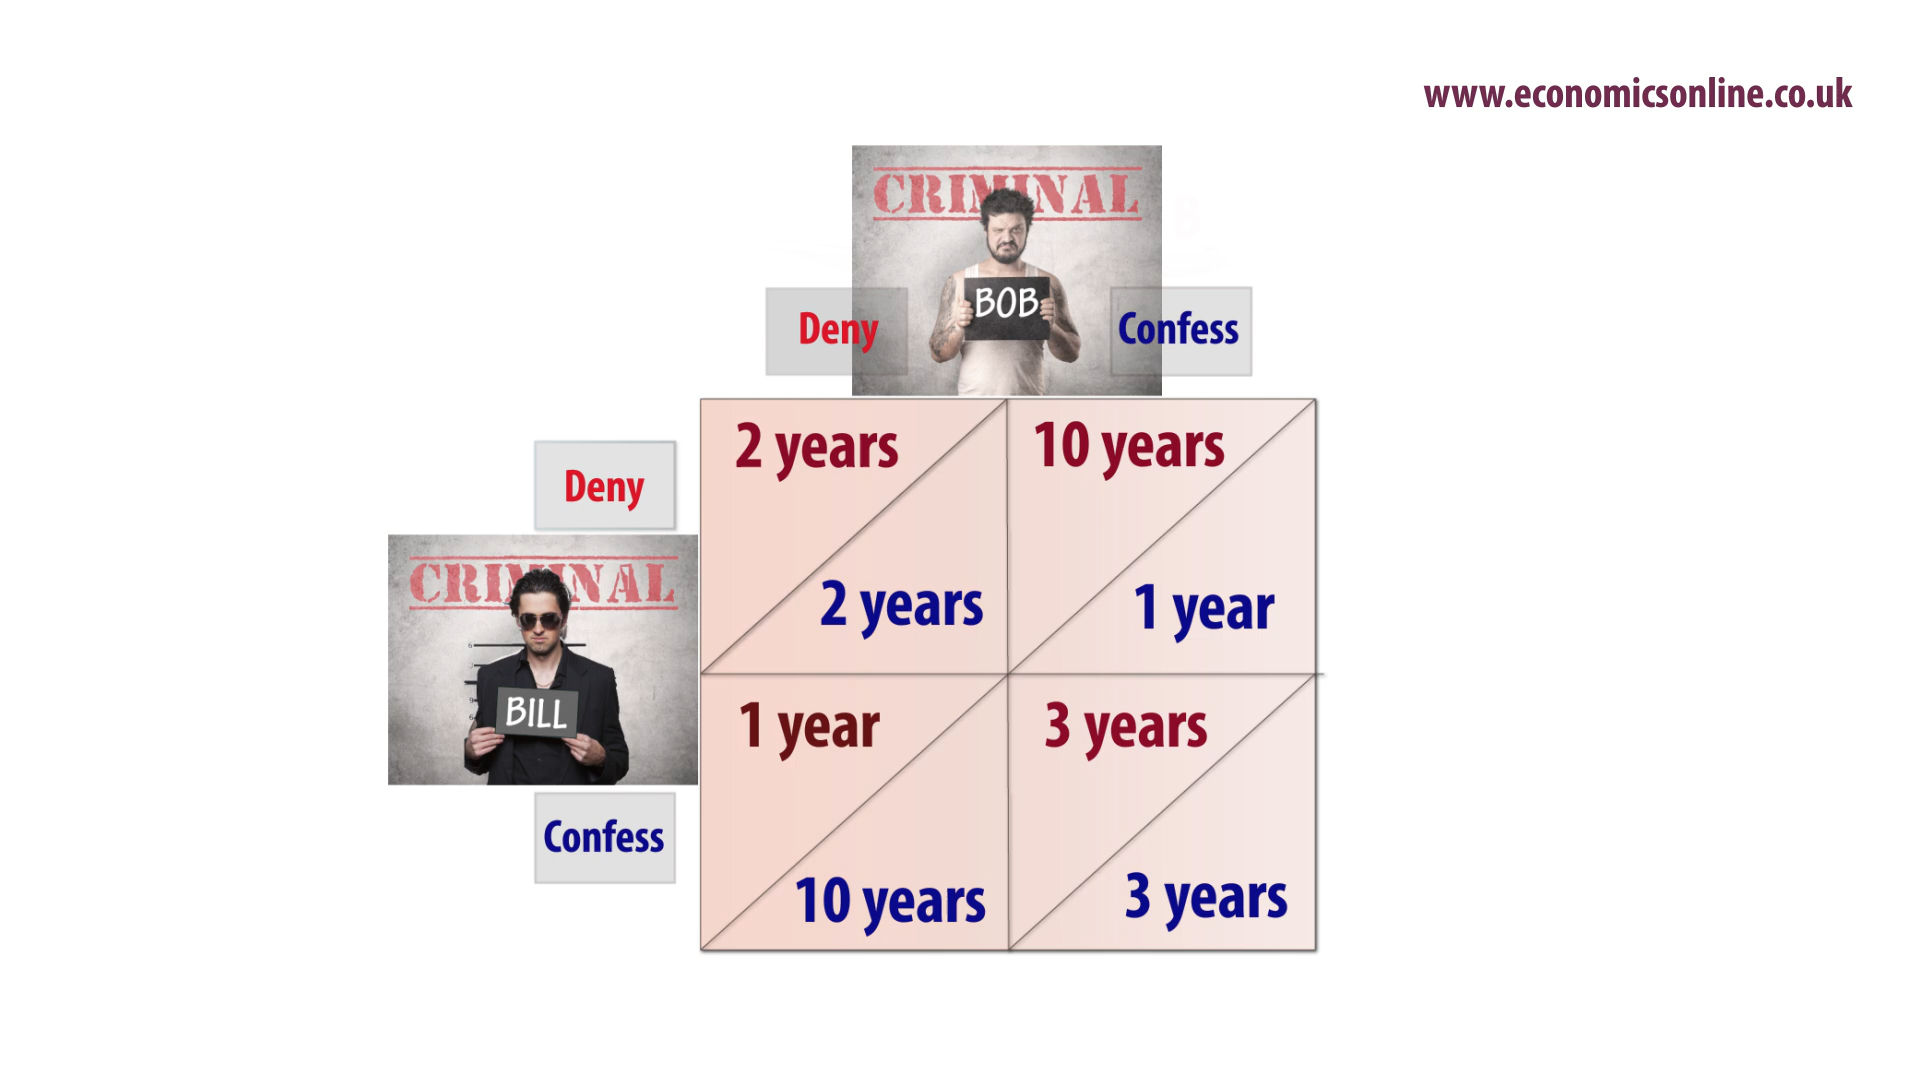 www.economicsonline.co.uk
CRIMINAL
BOB
Deny
Confess
2 years
10 years
Deny
2 years
1 year
CRIMINAL
BILL
1 year
3 years
Confess
10 years
3 years